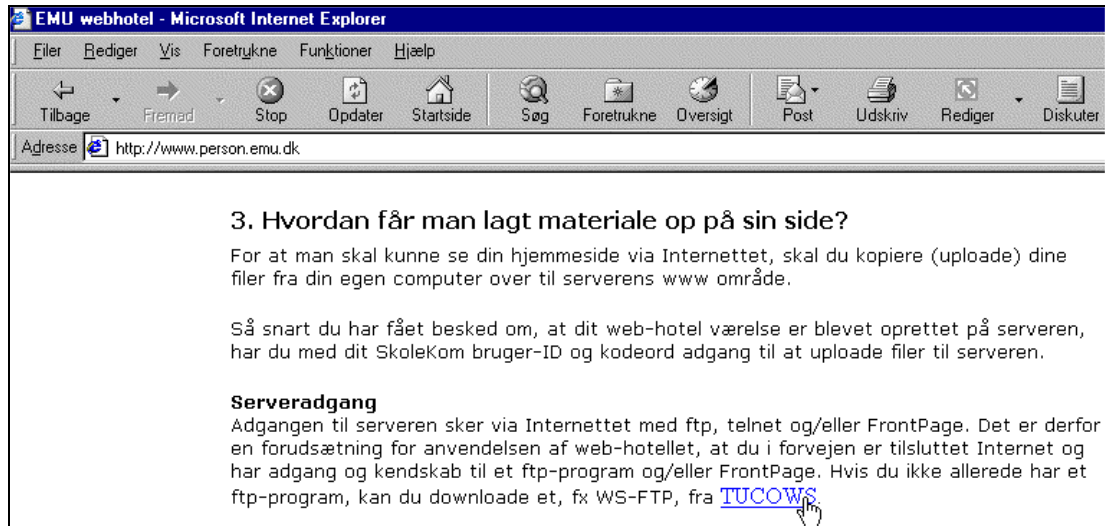 EMU webhotel - Microsoft Internet Explorer
Filer Rediger Vis Foretrukne Funktioner Hjælp
Tilbage Fremad Stop Opdater Startside Søg Foretrukne Oversigt Post Udskriv Rediger Diskuter
Adresse http://www.person.emu.dk
3. Hvordan får man lagt materiale op på sin side?
For at man skal kunne se din hjemmeside via Internettet, skal du kopiere (uploade) dine
filer fra din egen computer over til serverens www område.
Så snart du har fået besked om, at dit web-hotel værelse er blevet oprettet på serveren,
har du med dit SkoleKom bruger-ID og kodeord adgang til at uploade filer til serveren.
Serveradgang
Adgangen til serveren sker via Internettet med ftp, telnet og/eller FrontPage. Det er derfor
en forudsætning for anvendelsen af web-hotellet, at du i forvejen er tilsluttet Internet og
har adgang og kendskab til et ftp-program og/eller FrontPage. Hvis du ikke allerede har et
ftp-program, kan du downloade et, fx WS-FTP, fra TUCOWS.